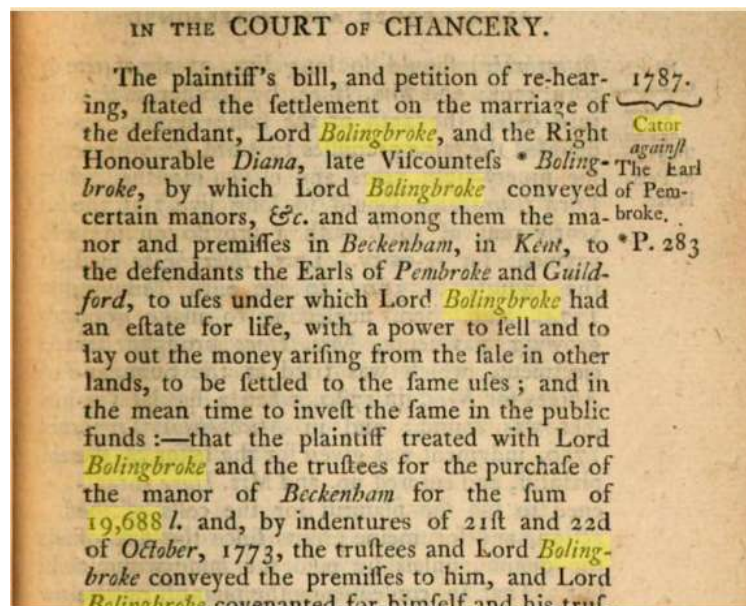 IN THE COURT OF CHANCERY.
The plaintiff's bill, and petition of re-hear-
ing, ſtated the ſettlement on the marriage of
the defendant, Lord Bolingbroke, and the Right
Honourable Diana, late Viſcounteſs * Boling-
broke, by which Lord Bolingbroke conveyed
certain manors, &c. and among them the ma-
nor and premiſſes in Beckenham, in Kent, to
the defendants the Earls of Pembroke and Guild-
ford, to uſes under which Lord Bolingbroke had
an eſtate for life, with a power to ſell and to
lay out the money ariſing from the ſale in other
lands, to be ſettled to the ſame uſes ; and in
the mean time to inveſt the ſame in the public
funds :—that the plaintiff treated with Lord
Bolingbroke and the truſtees for the purchaſe of
the manor of Beckenham for the ſum of
19,688 l. and, by indentures of 21ſt and 22d
of October, 1773, the truſtees and Lord Boling-
broke conveyed the premiſſes to him, and Lord
Bolingbroke covenanted for himſelf and his truſ-
1787.
Cator
againſt
The Earl
of Pem-
broke.
*P. 283